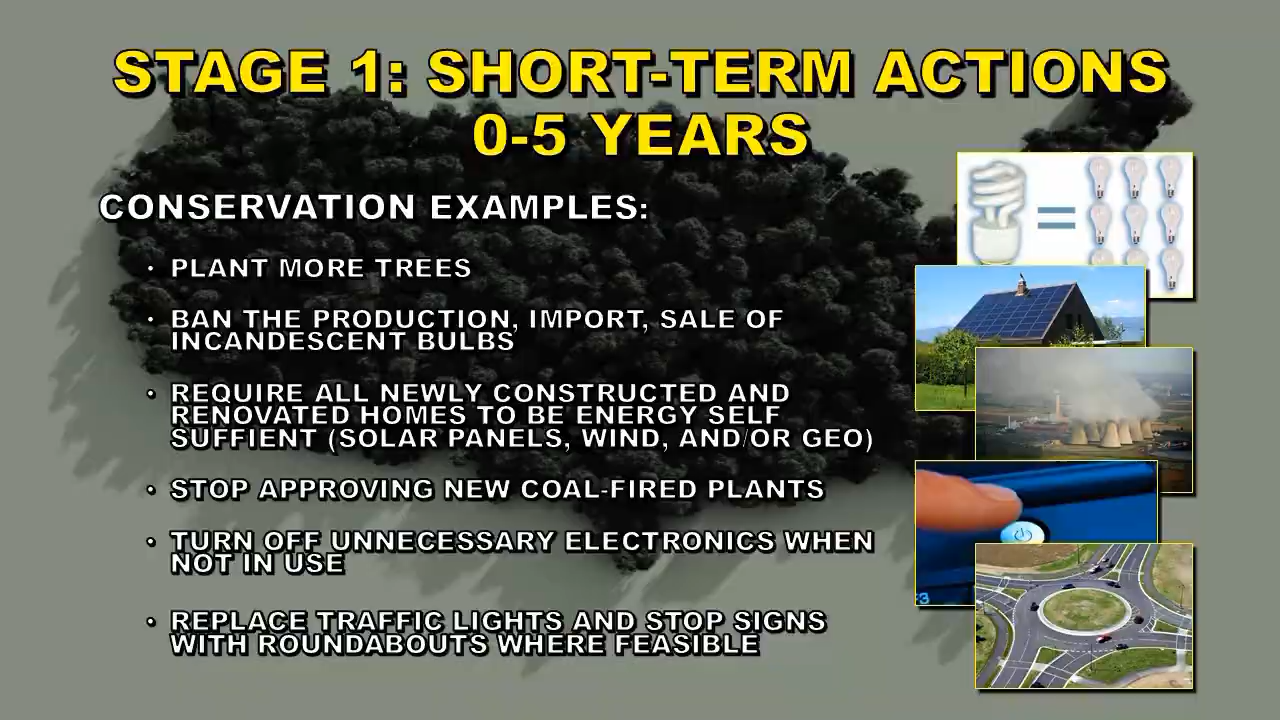 STAGE 1: SHORT-TERM ACTIONS
0-5 YEARS
CONSERVATION EXAMPLES:
• PLANT MORE TREES
• BAN THE PRODUCTION, IMPORT, SALE OF
INCANDESCENT BULBS
• REQUIRE ALL NEWLY CONSTRUCTED AND
RENOVATED HOMES TO BE ENERGY SELF
SUFFIENT (SOLAR PANELS, WIND, AND/OR GEO)
• STOP APPROVING NEW COAL-FIRED PLANTS
• TURN OFF UNNECESSARY ELECTRONICS WHEN
NOT IN USE
• REPLACE TRAFFIC LIGHTS AND STOP SIGNS
WITH ROUNDABOUTS WHERE FEASIBLE